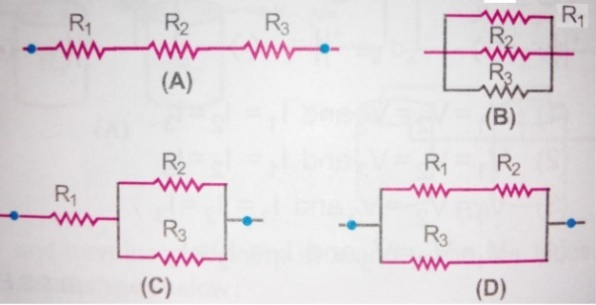 R₁ R₂ R₃
(A)
R₁
R₂
R₃
(B)
R₁ R₂
R₃
(C)
R₁ R₂
R₃
(D)